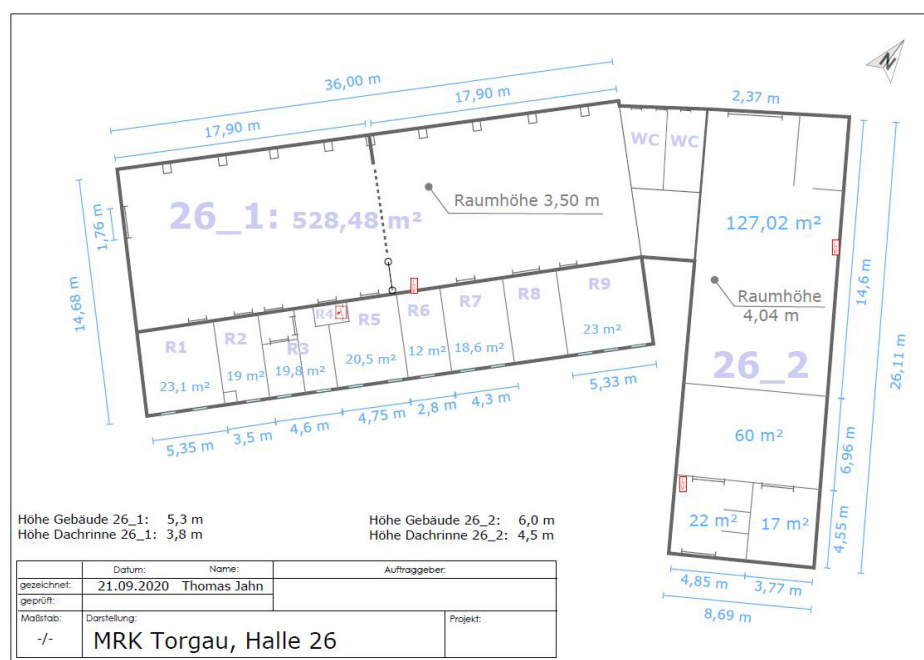 N
36,00 m
17,90 m
17,90 m
2,37 m
WC
WC
Raumhöhe 3,50 m
26_1: 528,48 m²
1,76 m
14,68 m
127,02 m²
Raumhöhe
4,04 m
14,6 m
26,11 m
26_2
R1
R2
R3
R4
R5
R6
R7
R8
R9
23,1 m²
19 m²
19,8 m²
20,5 m²
12 m²
18,6 m²
23 m²
5,35 m
3,5 m
4,6 m
4,75 m
2,8 m
4,3 m
5,33 m
60 m²
6,96 m
22 m²
17 m²
4,55 m
4,85 m
3,77 m
8,69 m
Höhe Gebäude 26_1: 5,3 m
Höhe Dachrinne 26_1: 3,8 m
Höhe Gebäude 26_2: 6,0 m
Höhe Dachrinne 26_2: 4,5 m
Datum: Name: Auftraggeber:
gezeichnet: 21.09.2020 Thomas Jahn
geprüft:
Maßstab: Darstellung: Projekt:
-/- MRK Torgau, Halle 26